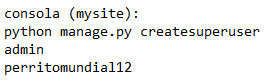 consola (mysite):
python manage.py createsuperuser
admin
perritomundial12